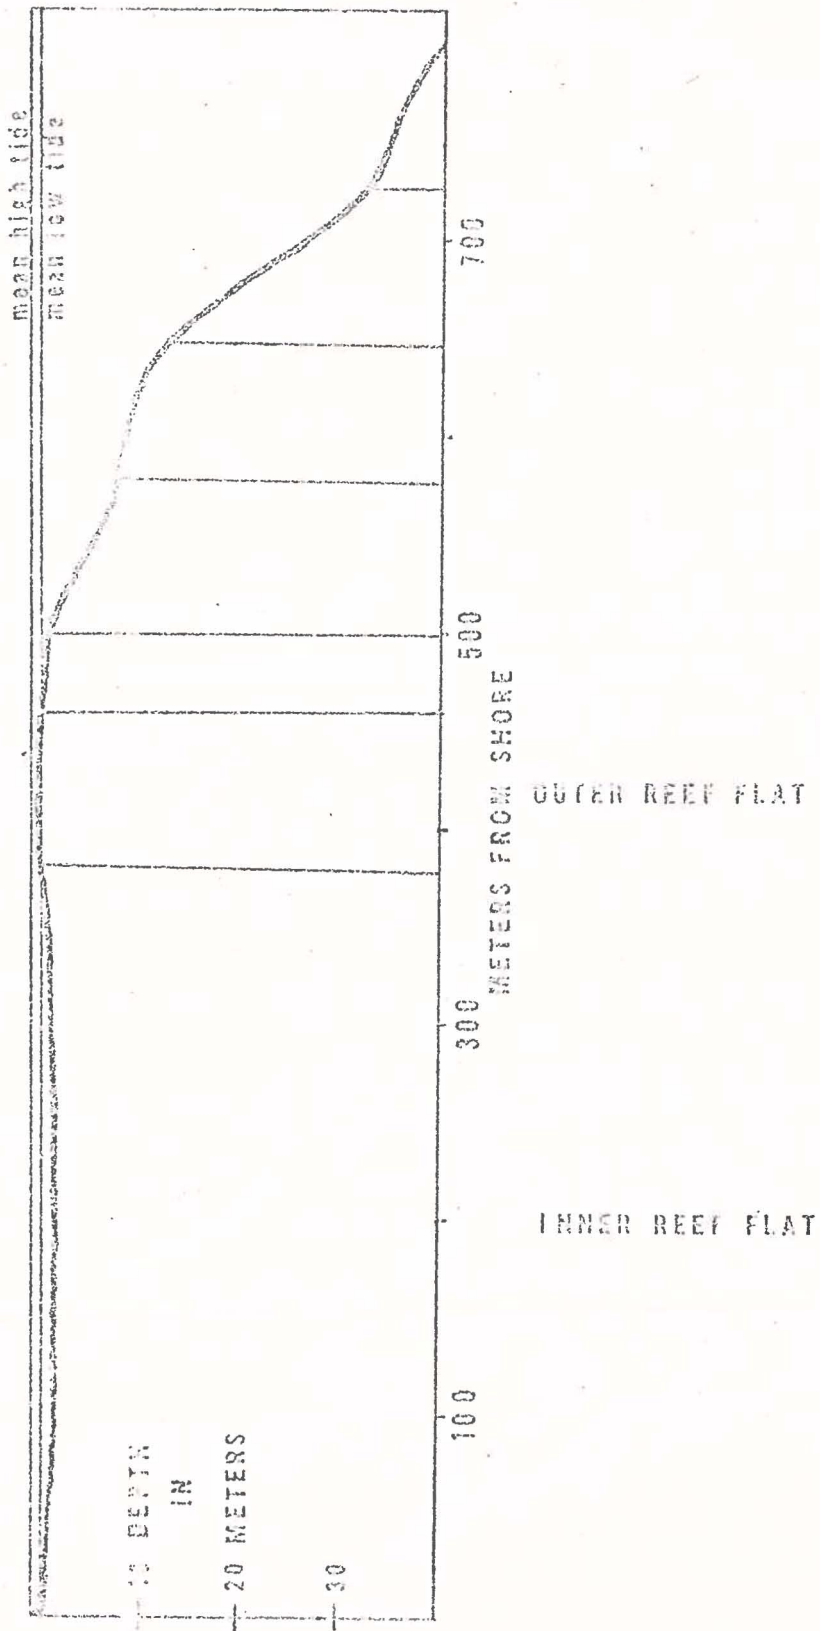 mean high tide
mean low tide
10 DEPTH
IN
20 METERS
30
100
300
500
700
METERS FROM SHORE
OUTER REEF FLAT
INNER REEF FLAT